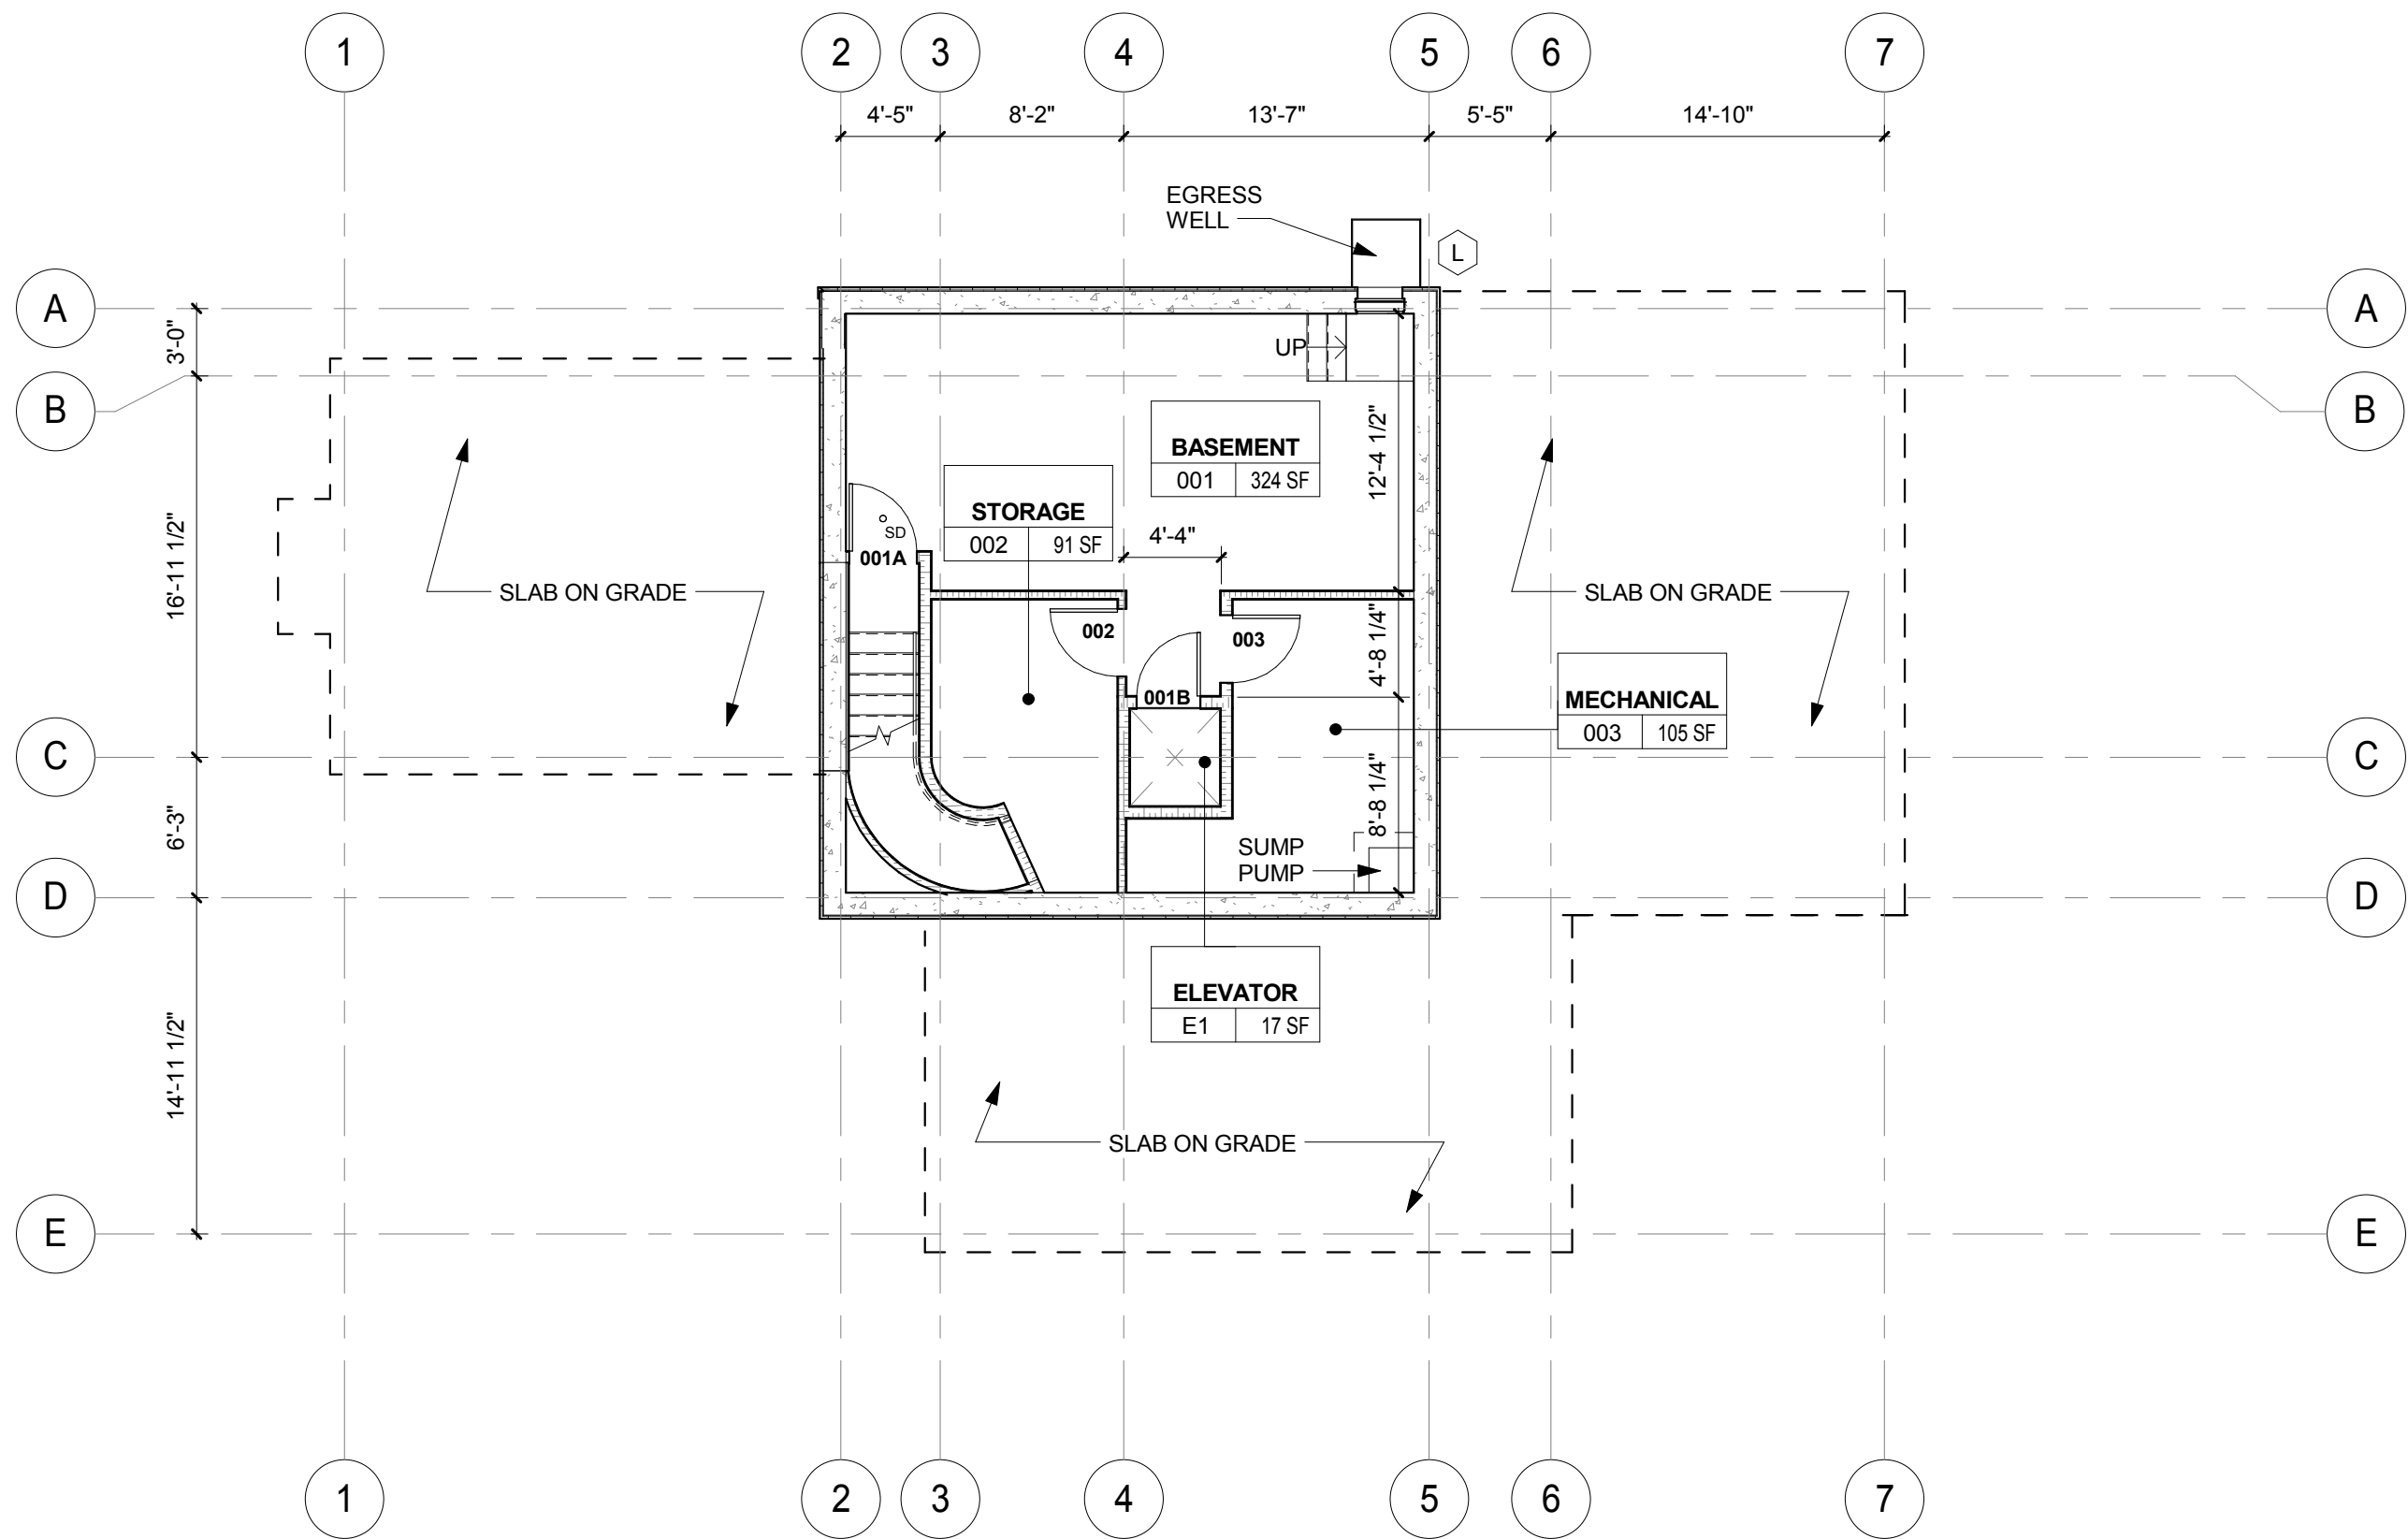 1 2 3 4 5 6 7
4'-5" 8'-2" 13'-7" 5'-5" 14'-10"
EGRESS
WELL
L
A A
3'-0"
B B
UP
BASEMENT
001 324 SF
12'-4 1/2"
STORAGE
002 91 SF
4'-4"
SD
001A
16'-11 1/2"
SLAB ON GRADE
SLAB ON GRADE
002
003
4'-8 1/4"
001B
MECHANICAL
003 105 SF
C C
8'-8 1/4"
6'-3"
SUMP
PUMP
D D
ELEVATOR
E1 17 SF
14'-11 1/2"
SLAB ON GRADE
E E
1 2 3 4 5 6 7